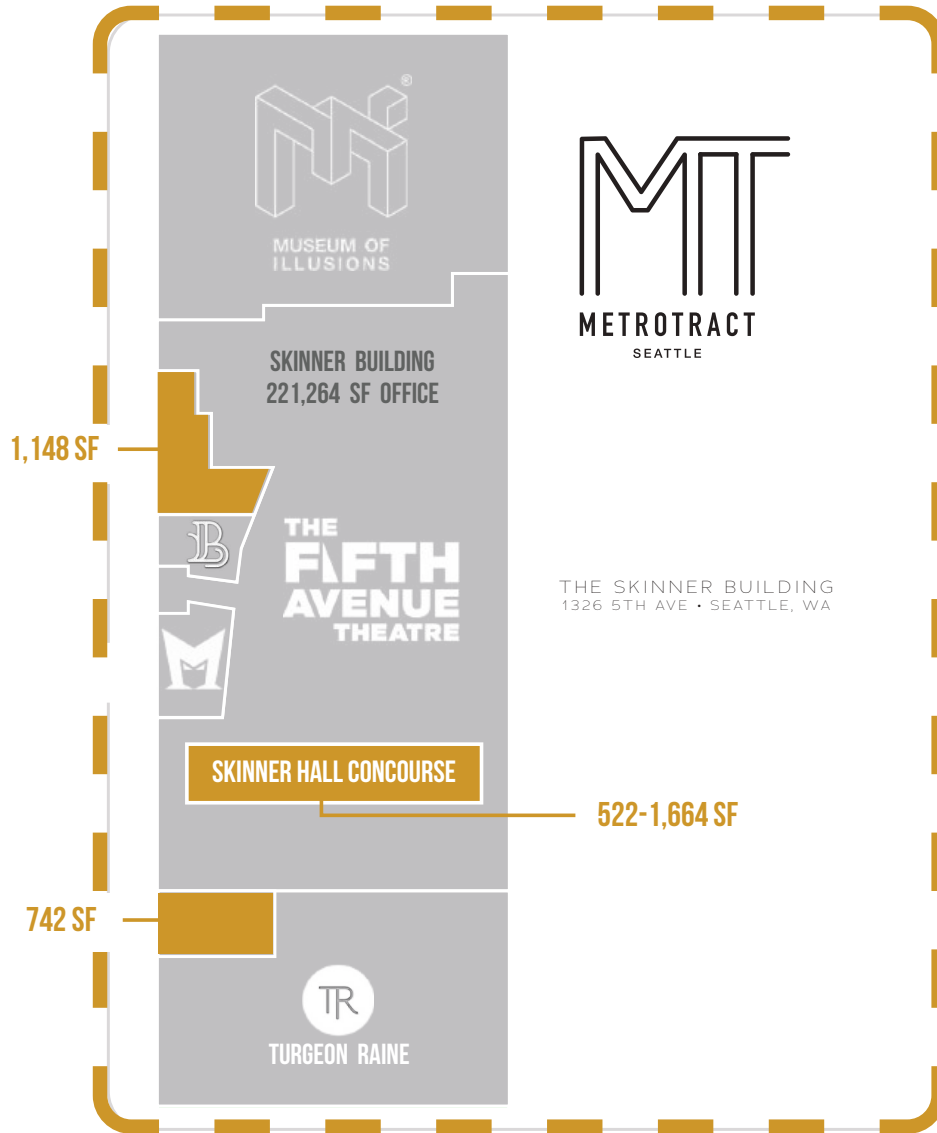 ®
MUSEUM OF
ILLUSIONS
MT
METROTRACT
SEATTLE
SKINNER BUILDING
221,264 SF OFFICE
1,148 SF
B
THE
FIFTH
AVENUE
THEATRE
THE SKINNER BUILDING
1326 5TH AVE • SEATTLE, WA
M
SKINNER HALL CONCOURSE
522-1,664 SF
742 SF
TR
TURGEON RAINE